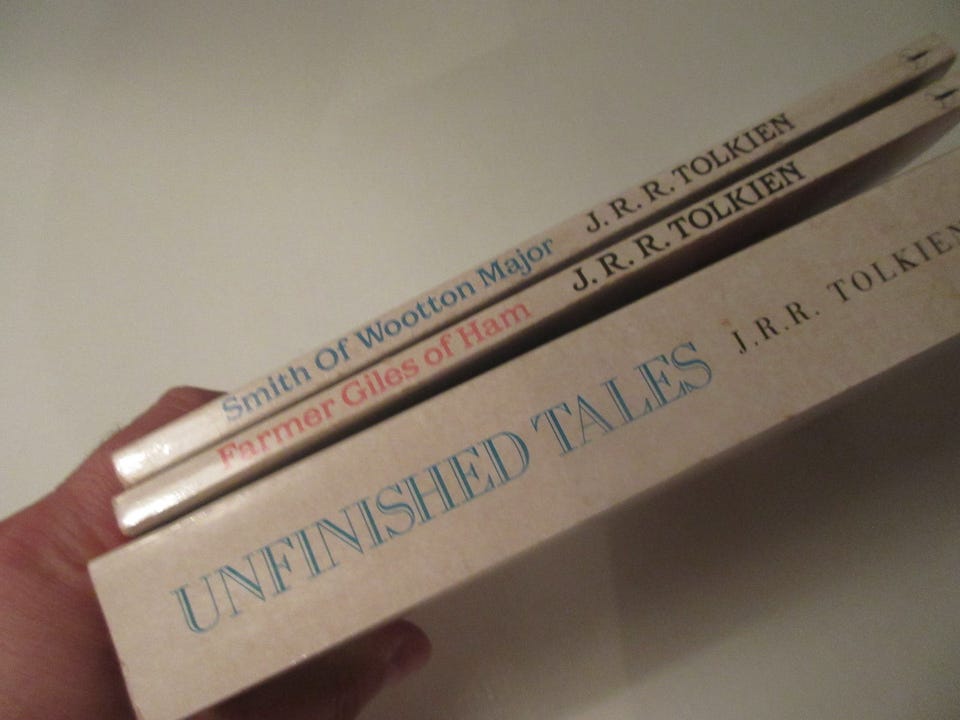 Smith Of Wootton Major J. R. R. TOLKIEN
Farmer Giles of Ham J. R. R. TOLKIEN
UNFINISHED TALES J.R.R. TOLKIEN